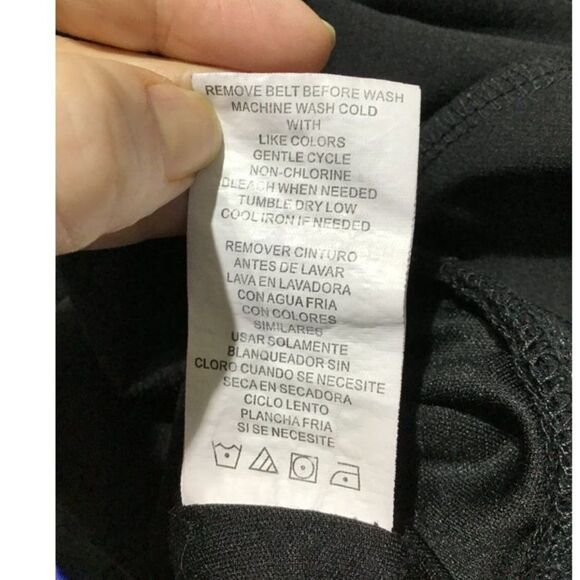 REMOVE BELT BEFORE WASH
MACHINE WASH COLD
WITH
LIKE COLORS
GENTLE CYCLE
NON-CHLORINE
BLEACH WHEN NEEDED
TUMBLE DRY LOW
COOL IRON IF NEEDED
REMOVER CINTURO
ANTES DE LAVAR
LAVA EN LAVADORA
CON AGUA FRIA
CON COLORES
SIMILARES
USAR SOLAMENTE
BLANQUEADOR SIN
CLORO CUANDO SE NECESITE
SECA EN SECADORA
CICLO LENTO
PLANCHA FRIA
SI SE NECESITE